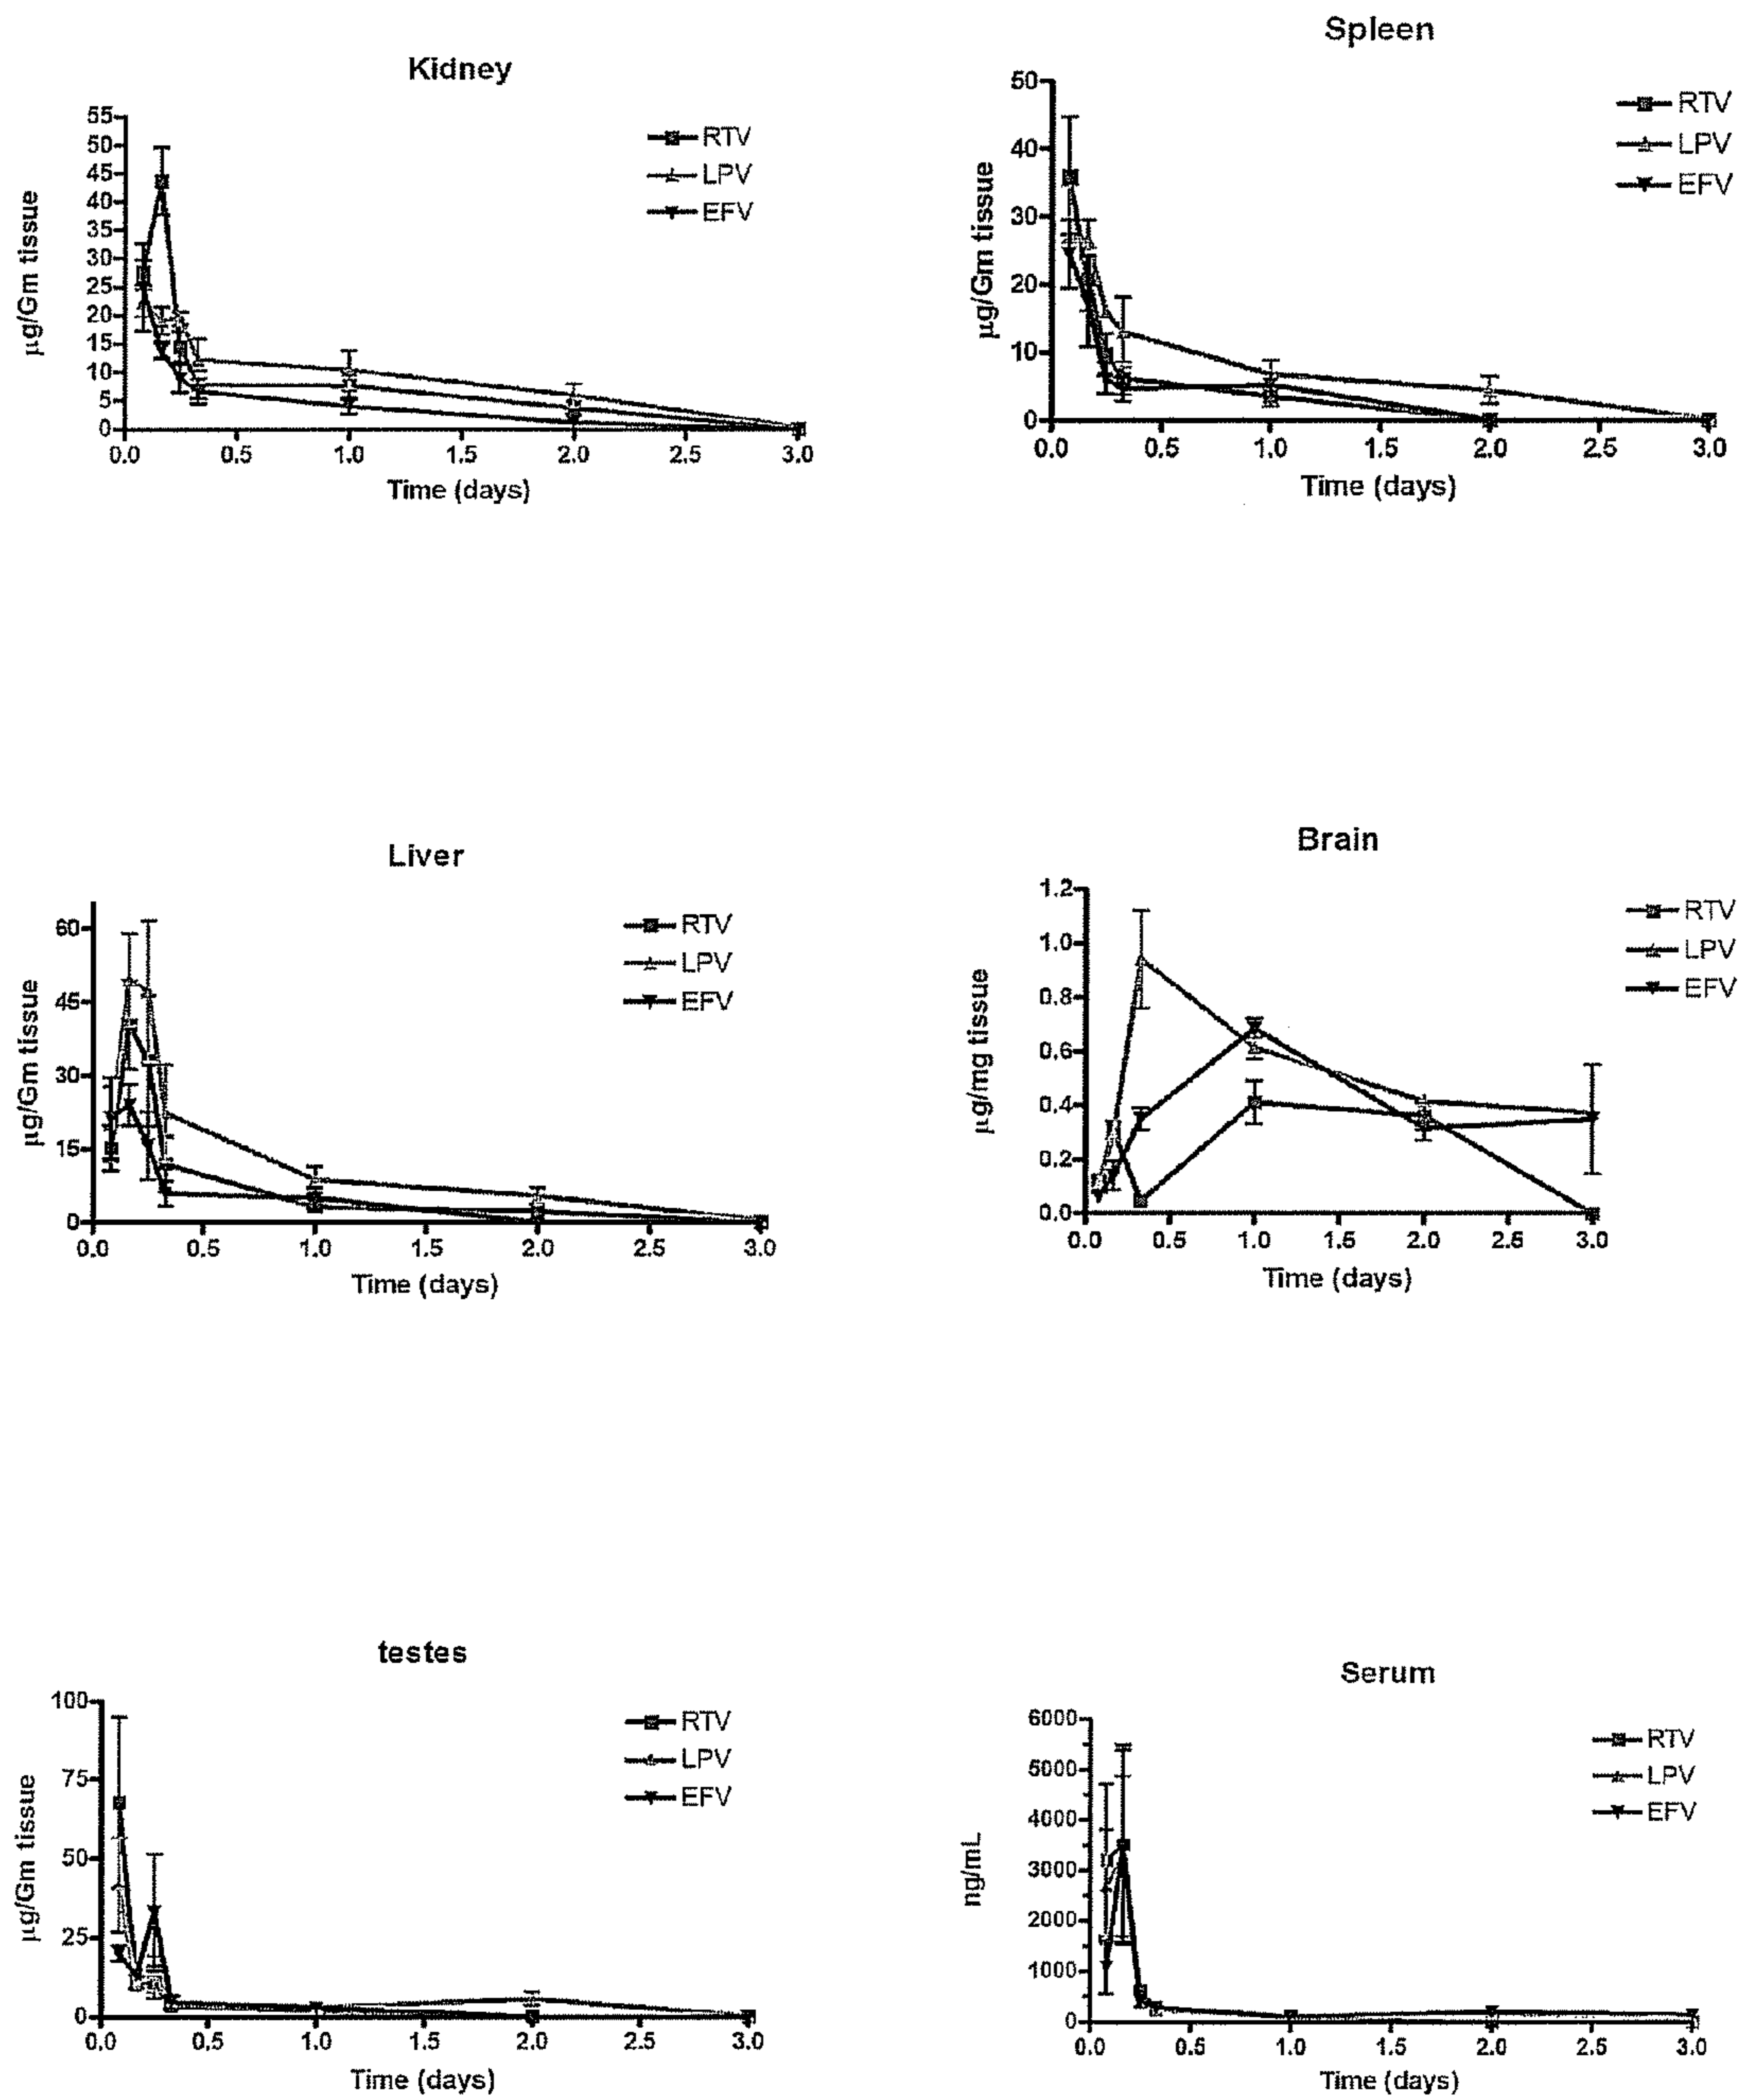 Kidney
55
50
45
40
35
30
25
20
15
10
5
0
µg/Gm tissue
0.0 0.5 1.0 1.5 2.0 2.5 3.0
Time (days)
RTV
LPV
EFV
Spleen
50
40
30
20
10
0
µg/Gm tissue
0.0 0.5 1.0 1.5 2.0 2.5 3.0
Time (days)
RTV
LPV
EFV
Liver
60
45
30
15
0
µg/Gm tissue
0.0 0.5 1.0 1.5 2.0 2.5 3.0
Time (days)
RTV
LPV
EFV
Brain
1.2
1.0
0.8
0.6
0.4
0.2
0.0
µg/mg tissue
0.0 0.5 1.0 1.5 2.0 2.5 3.0
Time (days)
RTV
LPV
EFV
testes
100
75
50
25
0
µg/Gm tissue
0.0 0.5 1.0 1.5 2.0 2.5 3.0
Time (days)
RTV
LPV
EFV
Serum
6000
5000
4000
3000
2000
1000
0
ng/mL
0.0 0.5 1.0 1.5 2.0 2.5 3.0
Time (days)
RTV
LPV
EFV